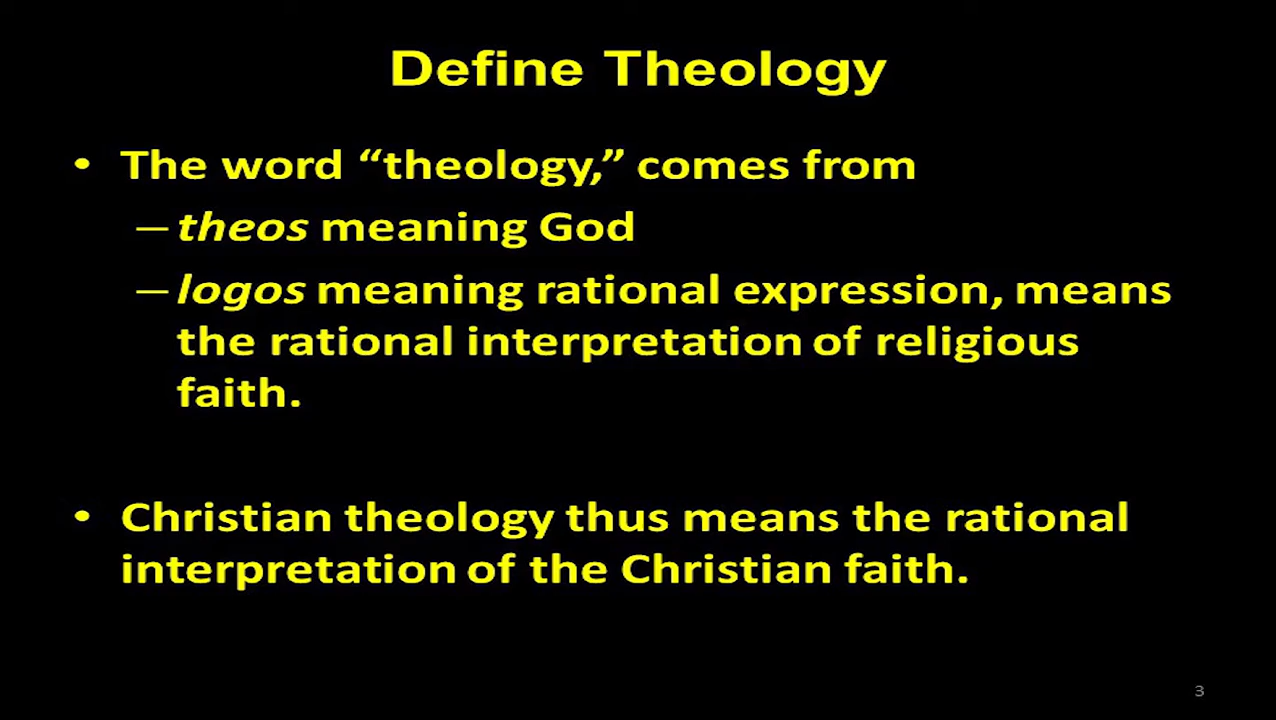 Define Theology
• The word “theology,” comes from
– theos meaning God
– logos meaning rational expression, means
the rational interpretation of religious
faith.
• Christian theology thus means the rational
interpretation of the Christian faith.
3